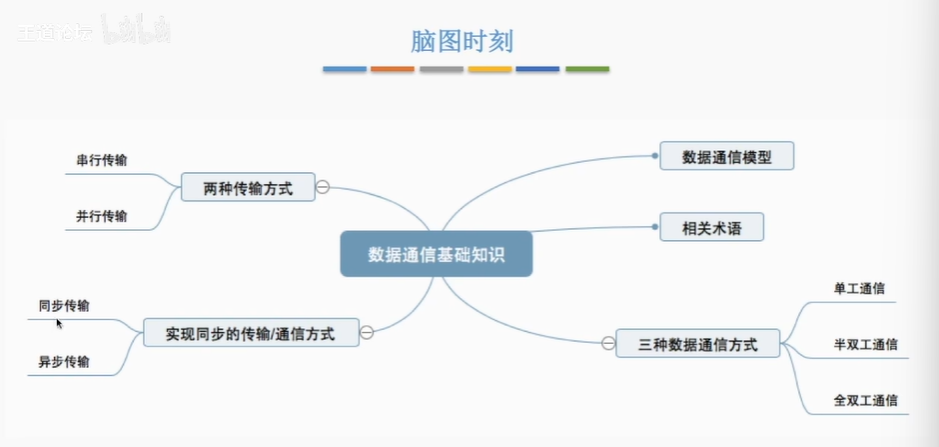 王道论坛 bilibili
脑图时刻
数据通信基础知识
数据通信模型
相关术语
三种数据通信方式
单工通信
半双工通信
全双工通信
两种传输方式
串行传输
并行传输
实现同步的传输/通信方式
同步传输
异步传输